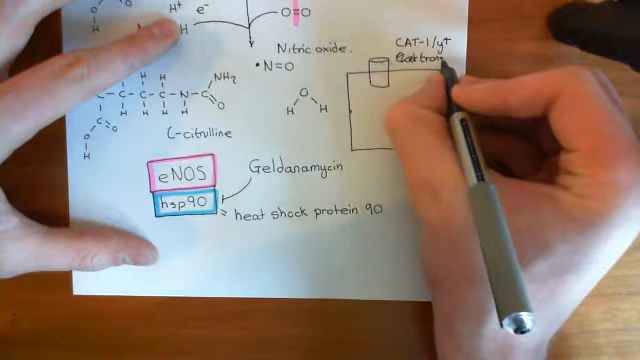 H⁺ e⁻
O=O
H
H
Nitric oxide.
•N=O
CAT-1/y⁺
H H H
NH₂
C-C-C-C-N-C
O
H
H
O
H H
C
O
O
H
L-citrulline
eNOS
Geldanamycin
hsp90
= heat shock protein 90